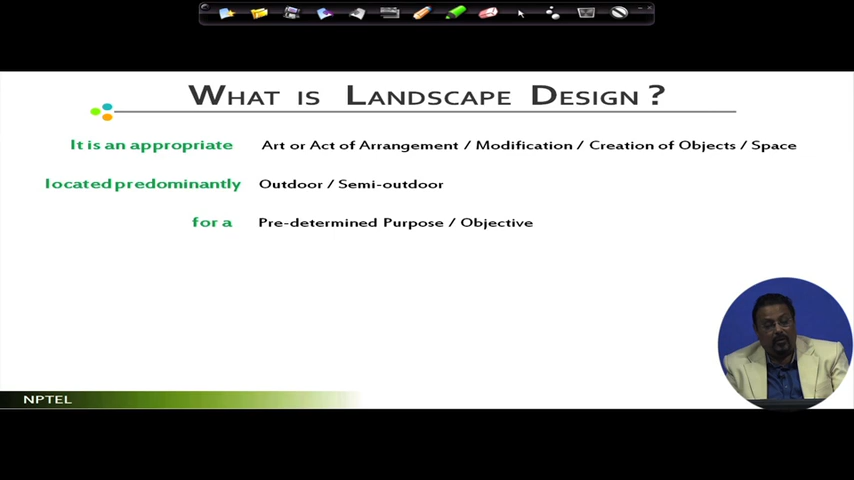 WHAT IS LANDSCAPE DESIGN ?
It is an appropriate Art or Act of Arrangement / Modification / Creation of Objects / Space
located predominantly Outdoor / Semi-outdoor
for a Pre-determined Purpose / Objective
NPTEL